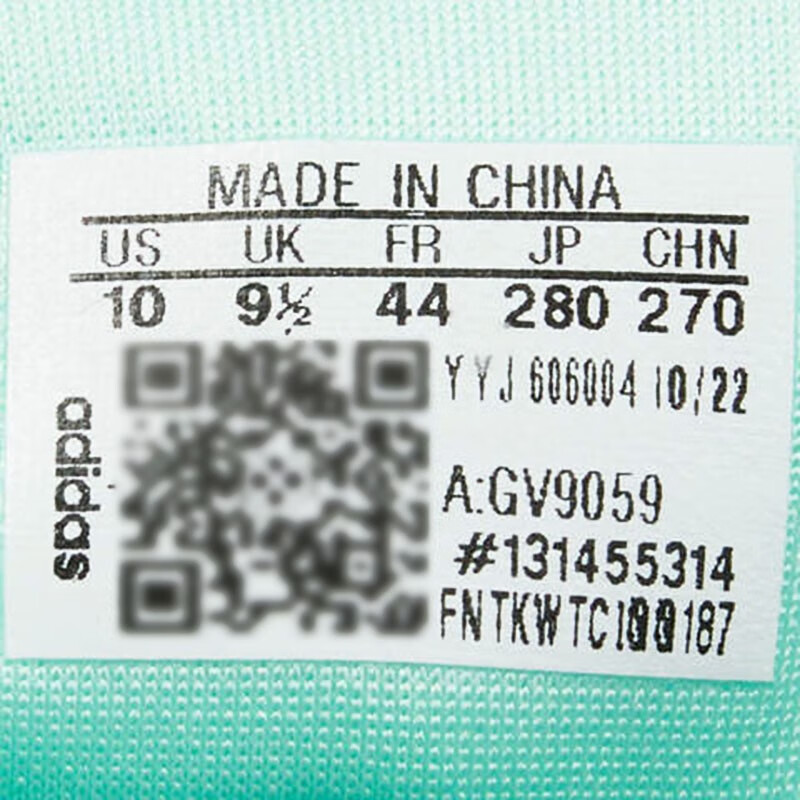 MADE IN CHINA
US UK FR JP CHN
10 9½ 44 280 270
YYJ 606004 10/22
adidas
A:GV9059
#131455314